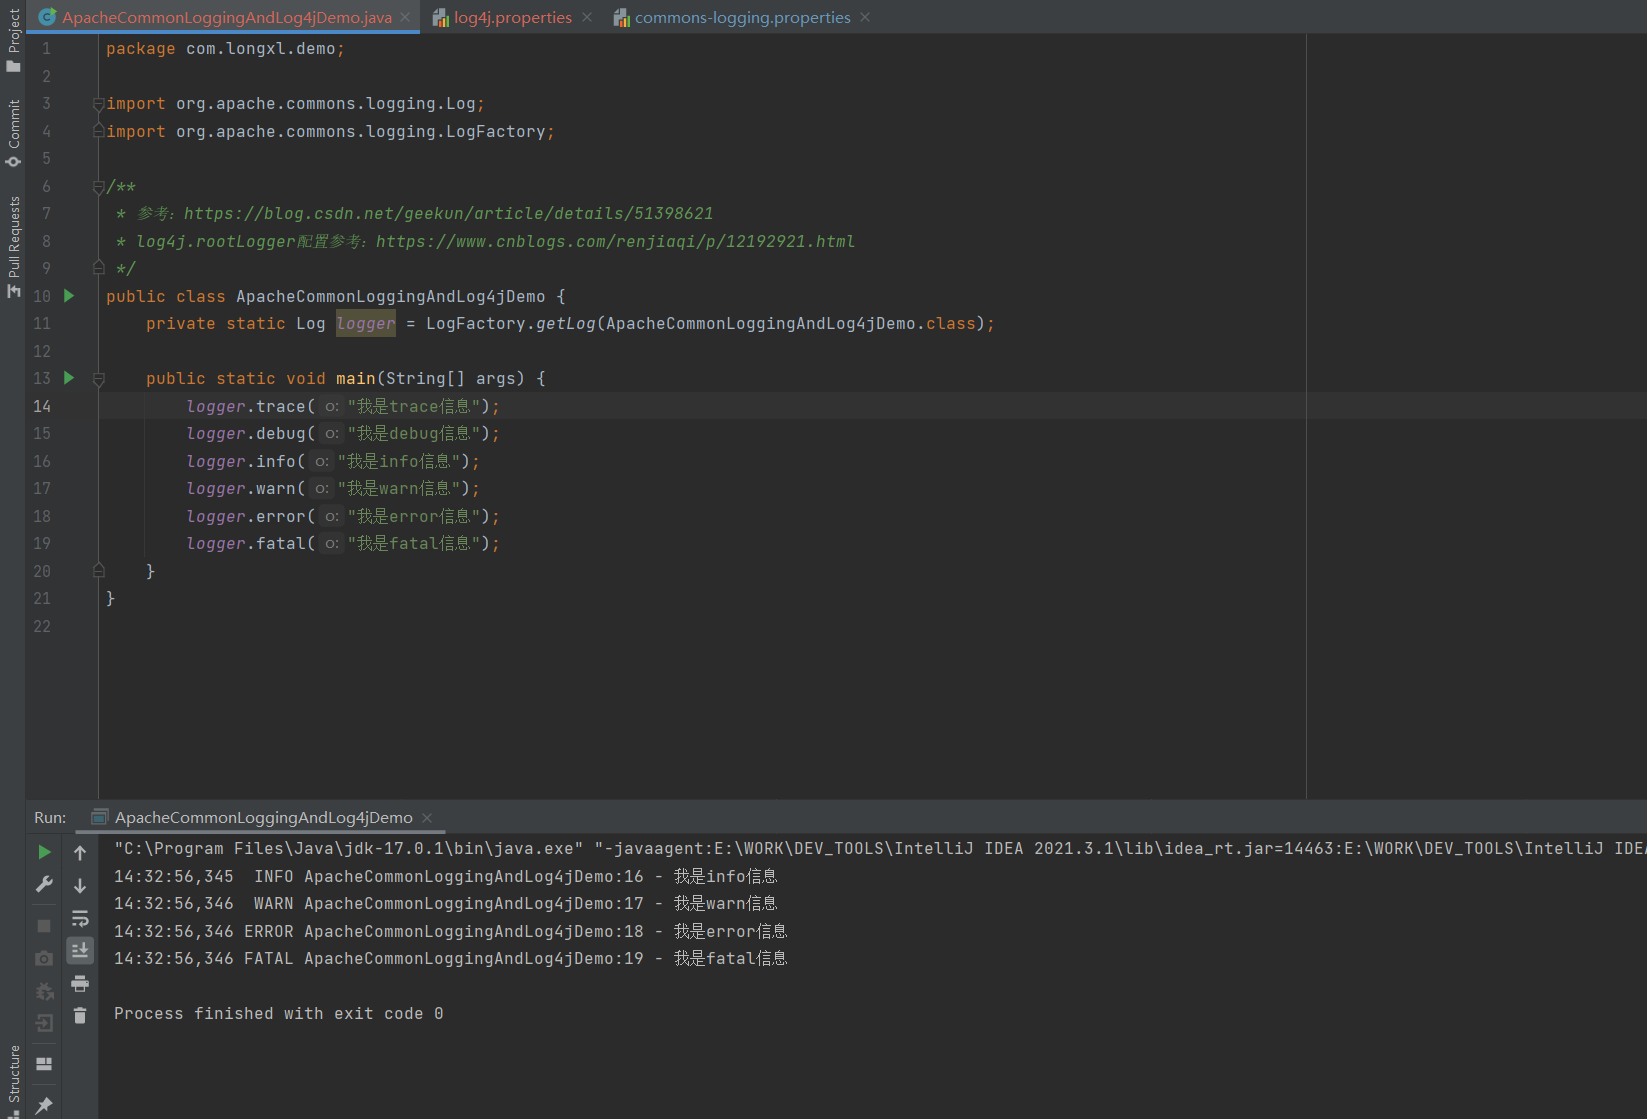 Project
Commit
Pull Requests
Structure
ApacheCommonLoggingAndLog4jDemo.java
log4j.properties
commons-logging.properties
1 package com.longxl.demo;
2
3 import org.apache.commons.logging.Log;
4 import org.apache.commons.logging.LogFactory;
5
6 /**
7 * 参考：https://blog.csdn.net/geekun/article/details/51398621
8 * log4j.rootLogger配置参考：https://www.cnblogs.com/renjiaqi/p/12192921.html
9 */
10 public class ApacheCommonLoggingAndLog4jDemo {
11 private static Log logger = LogFactory.getLog(ApacheCommonLoggingAndLog4jDemo.class);
12
13 public static void main(String[] args) {
14 logger.trace( o: "我是trace信息");
15 logger.debug( o: "我是debug信息");
16 logger.info( o: "我是info信息");
17 logger.warn( o: "我是warn信息");
18 logger.error( o: "我是error信息");
19 logger.fatal( o: "我是fatal信息");
20 }
21 }
22
Run: ApacheCommonLoggingAndLog4jDemo
"C:\Program Files\Java\jdk-17.0.1\bin\java.exe" "-javaagent:E:\WORK\DEV_TOOLS\IntelliJ IDEA 2021.3.1\lib\idea_rt.jar=14463:E:\WORK\DEV_TOOLS\IntelliJ IDEA
14:32:56,345  INFO ApacheCommonLoggingAndLog4jDemo:16 - 我是info信息
14:32:56,346  WARN ApacheCommonLoggingAndLog4jDemo:17 - 我是warn信息
14:32:56,346 ERROR ApacheCommonLoggingAndLog4jDemo:18 - 我是error信息
14:32:56,346 FATAL ApacheCommonLoggingAndLog4jDemo:19 - 我是fatal信息
Process finished with exit code 0